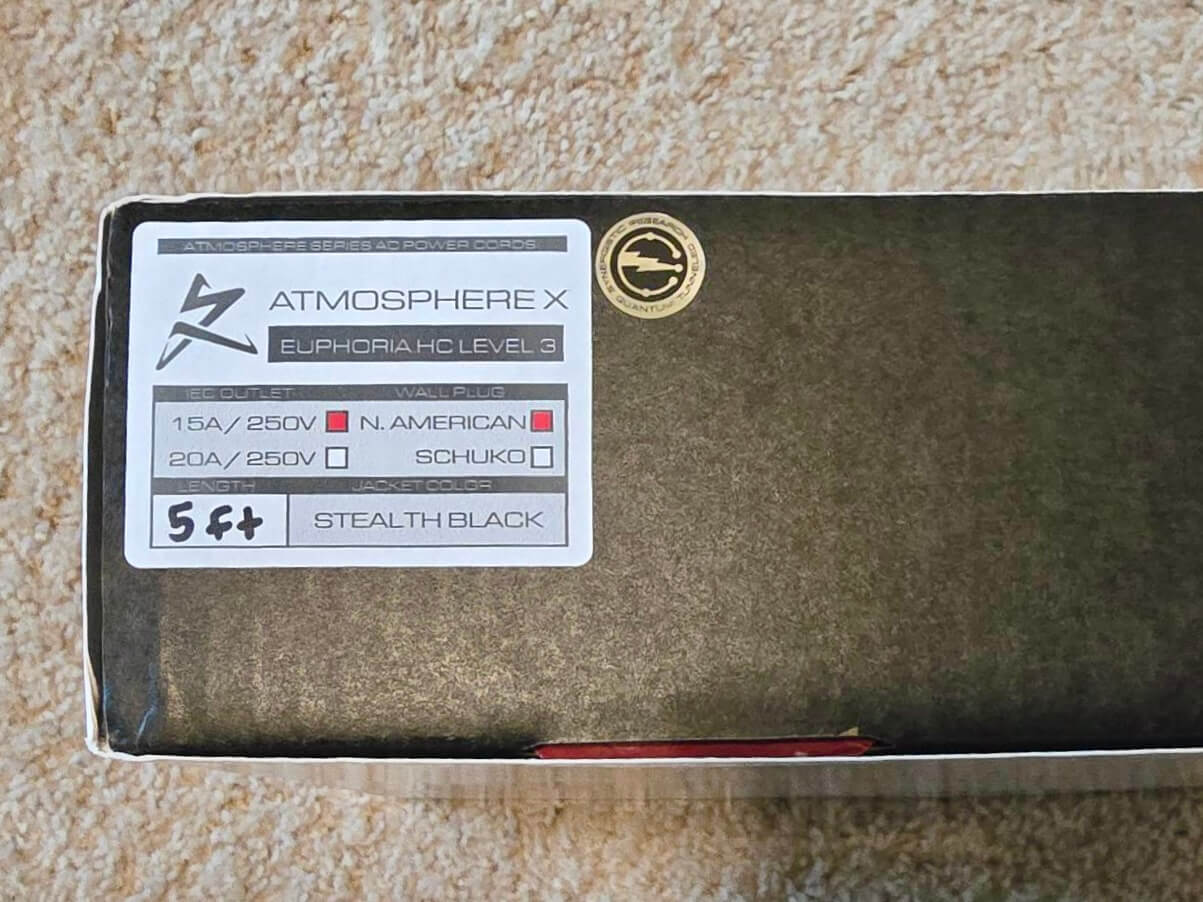 ATMOSPHERE SERIES AC POWER CORDS
ATMOSPHERE X
EUPHORIA HC LEVEL 3
IEC OUTLET WALL PLUG
15A/250V N. AMERICAN
20A/250V SCHUKO
LENGTH JACKET COLOR
5 ft STEALTH BLACK
SYNERGISTIC RESEARCH
QUANTUM TUNNELED